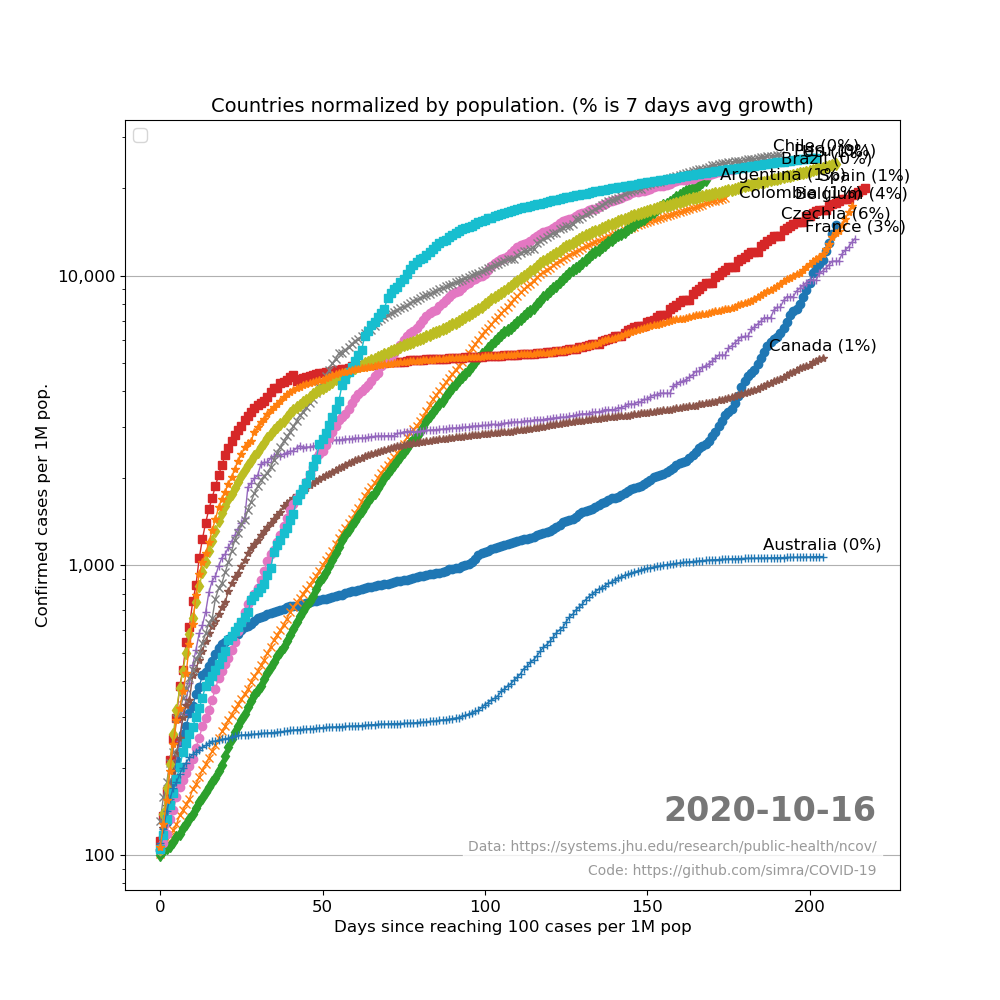 Countries normalized by population. (% is 7 days avg growth)
Chile (0%)
Brazil (0%)
Argentina (1%)
Spain (1%)
Colombia (1%)
Belgium (4%)
Czechia (6%)
France (3%)
Canada (1%)
Australia (0%)
10,000
1,000
100
Confirmed cases per 1M pop.
2020-10-16
Data: https://systems.jhu.edu/research/public-health/ncov/
Code: https://github.com/simra/COVID-19
0 50 100 150 200
Days since reaching 100 cases per 1M pop